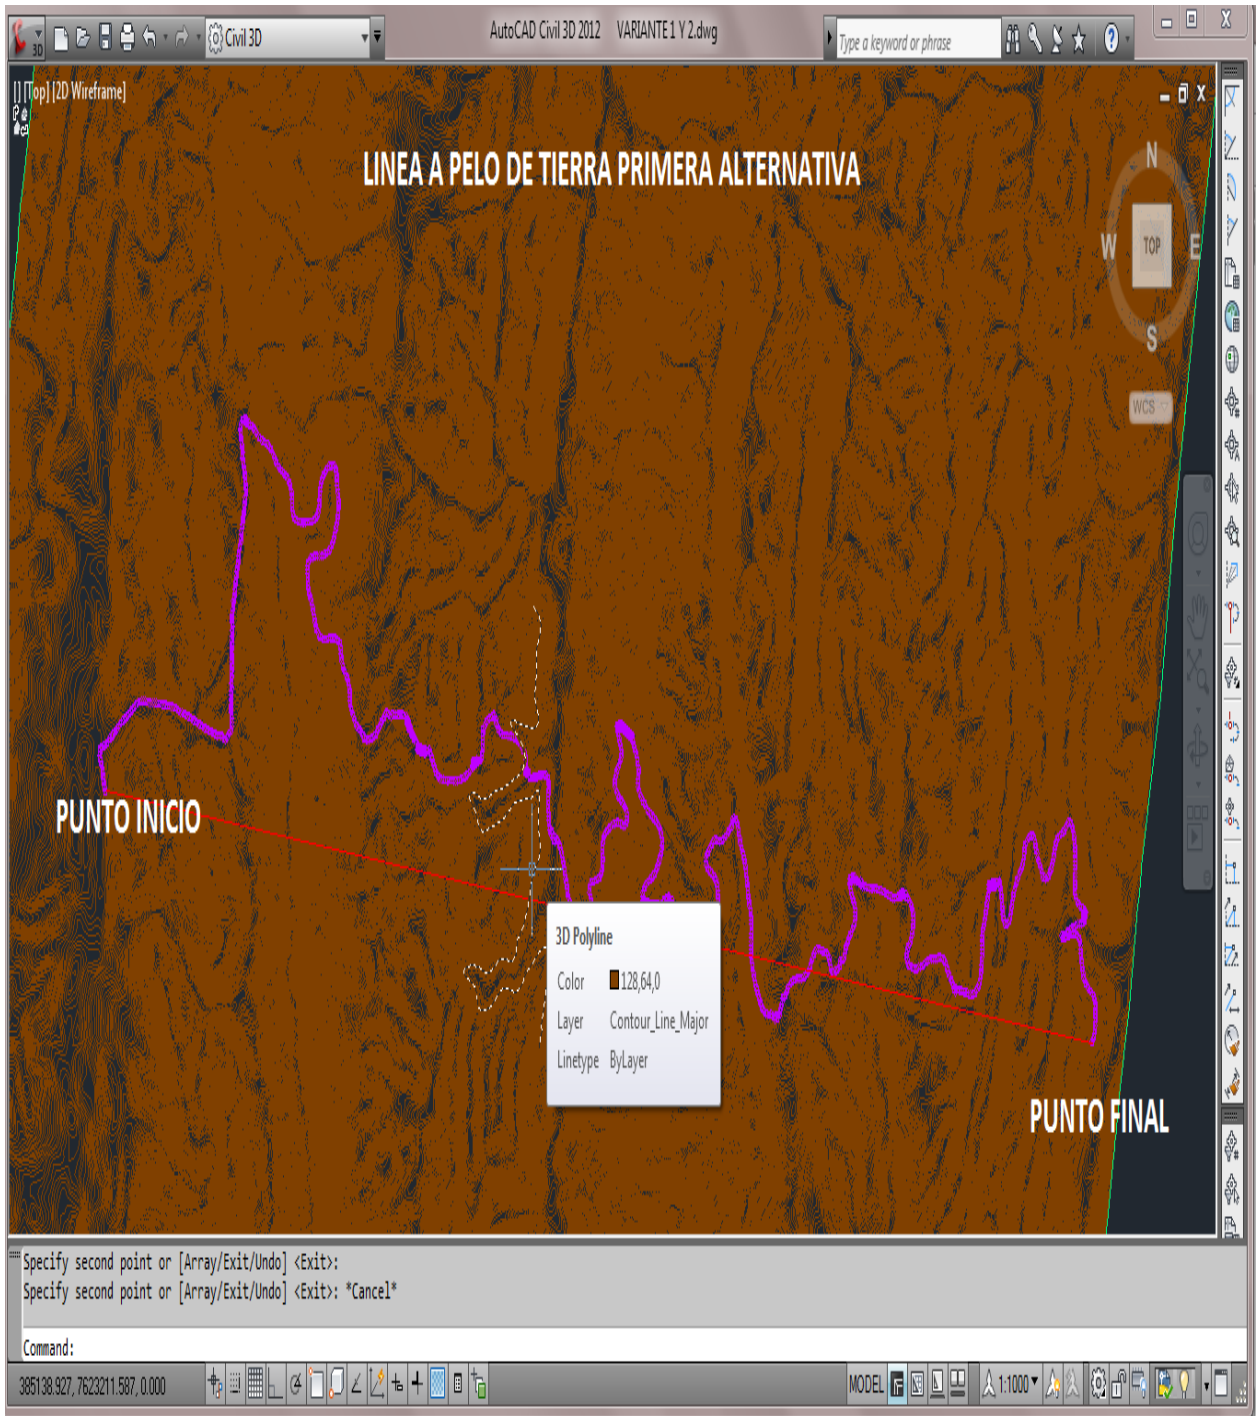 3D
Civil 3D
AutoCAD Civil 3D 2012 VARIANTE 1 Y 2.dwg
Type a keyword or phrase
[-] [Top] [2D Wireframe]
LINEA A PELO DE TIERRA PRIMERA ALTERNATIVA
N
W TOP E
S
WCS
PUNTO INICIO
3D Polyline
Color 128,64,0
Layer Contour_Line_Major
Linetype ByLayer
PUNTO FINAL
Specify second point or [Array/Exit/Undo] <Exit>:
Specify second point or [Array/Exit/Undo] <Exit>: *Cancel*
Command:
385138.927, 7623211.587, 0.000
MODEL 1:1000